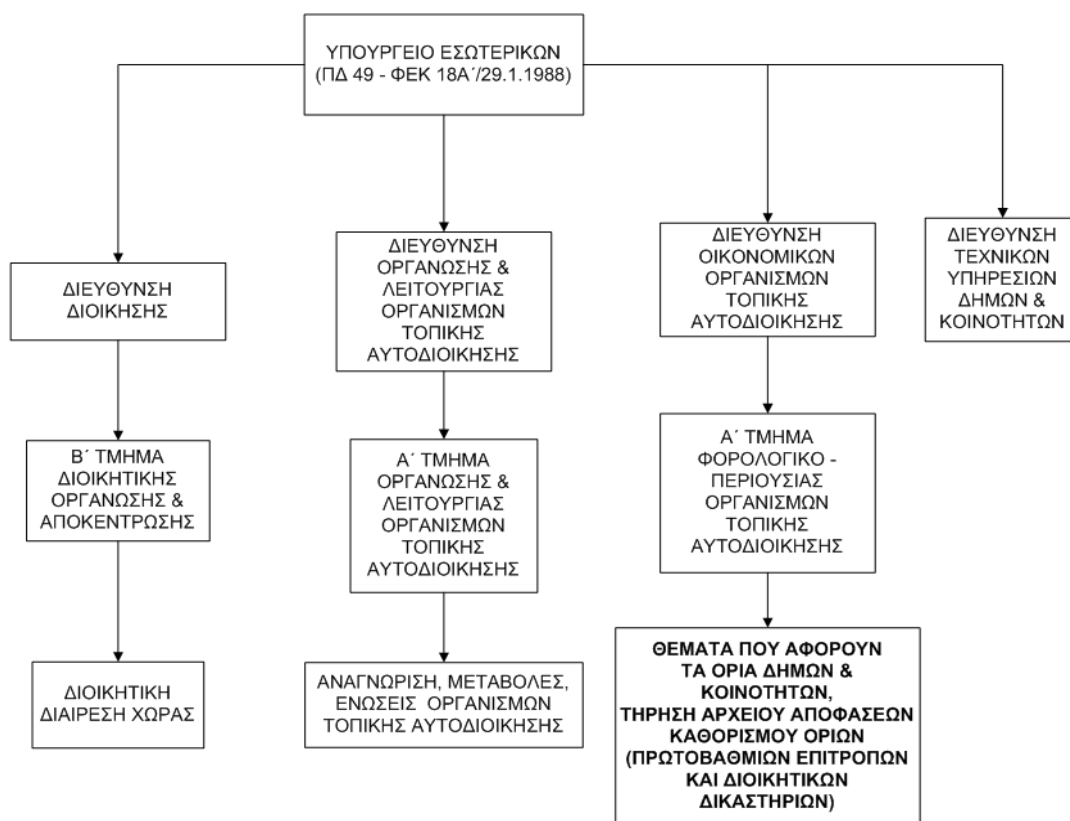 ΥΠΟΥΡΓΕΙΟ ΕΣΩΤΕΡΙΚΩΝ
(ΠΔ 49 - ΦΕΚ 18Α΄/29.1.1988)
ΔΙΕΥΘΥΝΣΗ
ΔΙΟΙΚΗΣΗΣ
ΔΙΕΥΘΥΝΣΗ
ΟΡΓΑΝΩΣΗΣ &
ΛΕΙΤΟΥΡΓΙΑΣ
ΟΡΓΑΝΙΣΜΩΝ
ΤΟΠΙΚΗΣ
ΑΥΤΟΔΙΟΙΚΗΣΗΣ
ΔΙΕΥΘΥΝΣΗ
ΟΙΚΟΝΟΜΙΚΩΝ
ΟΡΓΑΝΙΣΜΩΝ
ΤΟΠΙΚΗΣ
ΑΥΤΟΔΙΟΙΚΗΣΗΣ
ΔΙΕΥΘΥΝΣΗ
ΤΕΧΝΙΚΩΝ
ΥΠΗΡΕΣΙΩΝ
ΔΗΜΩΝ &
ΚΟΙΝΟΤΗΤΩΝ
Β΄ ΤΜΗΜΑ
ΔΙΟΙΚΗΤΙΚΗΣ
ΟΡΓΑΝΩΣΗΣ &
ΑΠΟΚΕΝΤΡΩΣΗΣ
Α΄ ΤΜΗΜΑ
ΟΡΓΑΝΩΣΗΣ &
ΛΕΙΤΟΥΡΓΙΑΣ
ΟΡΓΑΝΙΣΜΩΝ
ΤΟΠΙΚΗΣ
ΑΥΤΟΔΙΟΙΚΗΣΗΣ
Α΄ ΤΜΗΜΑ
ΦΟΡΟΛΟΓΙΚΟ -
ΠΕΡΙΟΥΣΙΑΣ
ΟΡΓΑΝΙΣΜΩΝ
ΤΟΠΙΚΗΣ
ΑΥΤΟΔΙΟΙΚΗΣΗΣ
ΔΙΟΙΚΗΤΙΚΗ
ΔΙΑΙΡΕΣΗ ΧΩΡΑΣ
ΑΝΑΓΝΩΡΙΣΗ, ΜΕΤΑΒΟΛΕΣ,
ΕΝΩΣΕΙΣ ΟΡΓΑΝΙΣΜΩΝ
ΤΟΠΙΚΗΣ ΑΥΤΟΔΙΟΙΚΗΣΗΣ
ΘΕΜΑΤΑ ΠΟΥ ΑΦΟΡΟΥΝ
ΤΑ ΟΡΙΑ ΔΗΜΩΝ &
ΚΟΙΝΟΤΗΤΩΝ,
ΤΗΡΗΣΗ ΑΡΧΕΙΟΥ ΑΠΟΦΑΣΕΩΝ
ΚΑΘΟΡΙΣΜΟΥ ΟΡΙΩΝ
(ΠΡΩΤΟΒΑΘΜΙΩΝ ΕΠΙΤΡΟΠΩΝ
ΚΑΙ ΔΙΟΙΚΗΤΙΚΩΝ
ΔΙΚΑΣΤΗΡΙΩΝ)